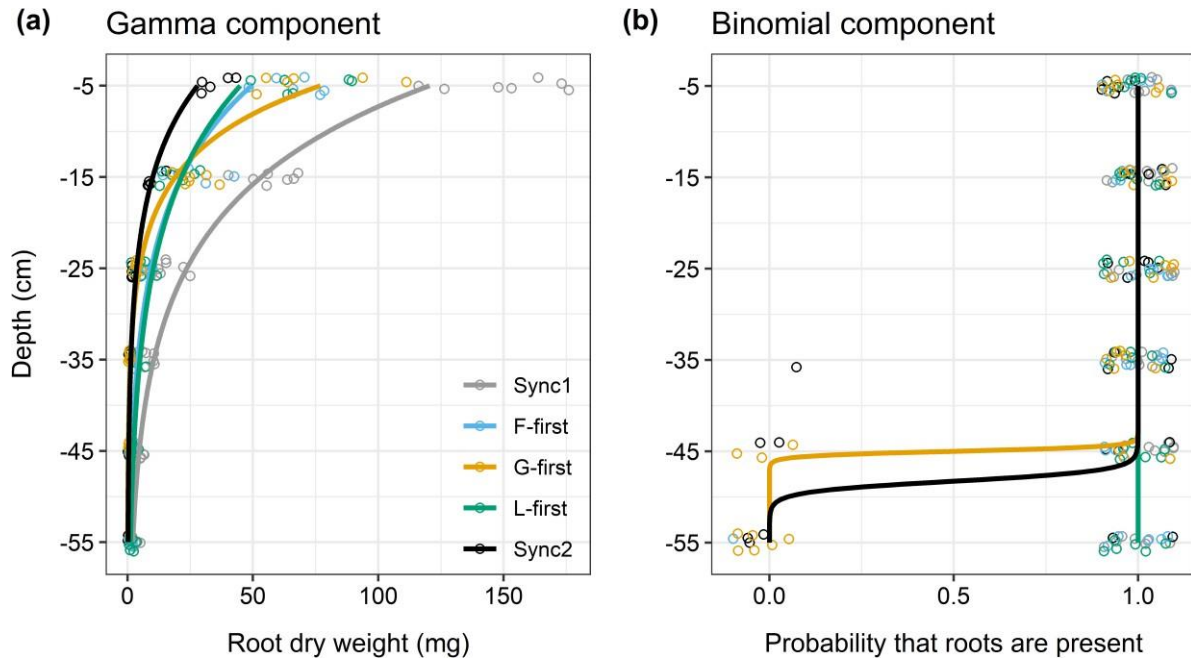 (a) Gamma component
(b) Binomial component
Depth (cm)
-5
-15
-25
-35
-45
-55
0 50 100 150
Root dry weight (mg)
Sync1
F-first
G-first
L-first
Sync2
-5
-15
-25
-35
-45
-55
0.0 0.5 1.0
Probability that roots are present